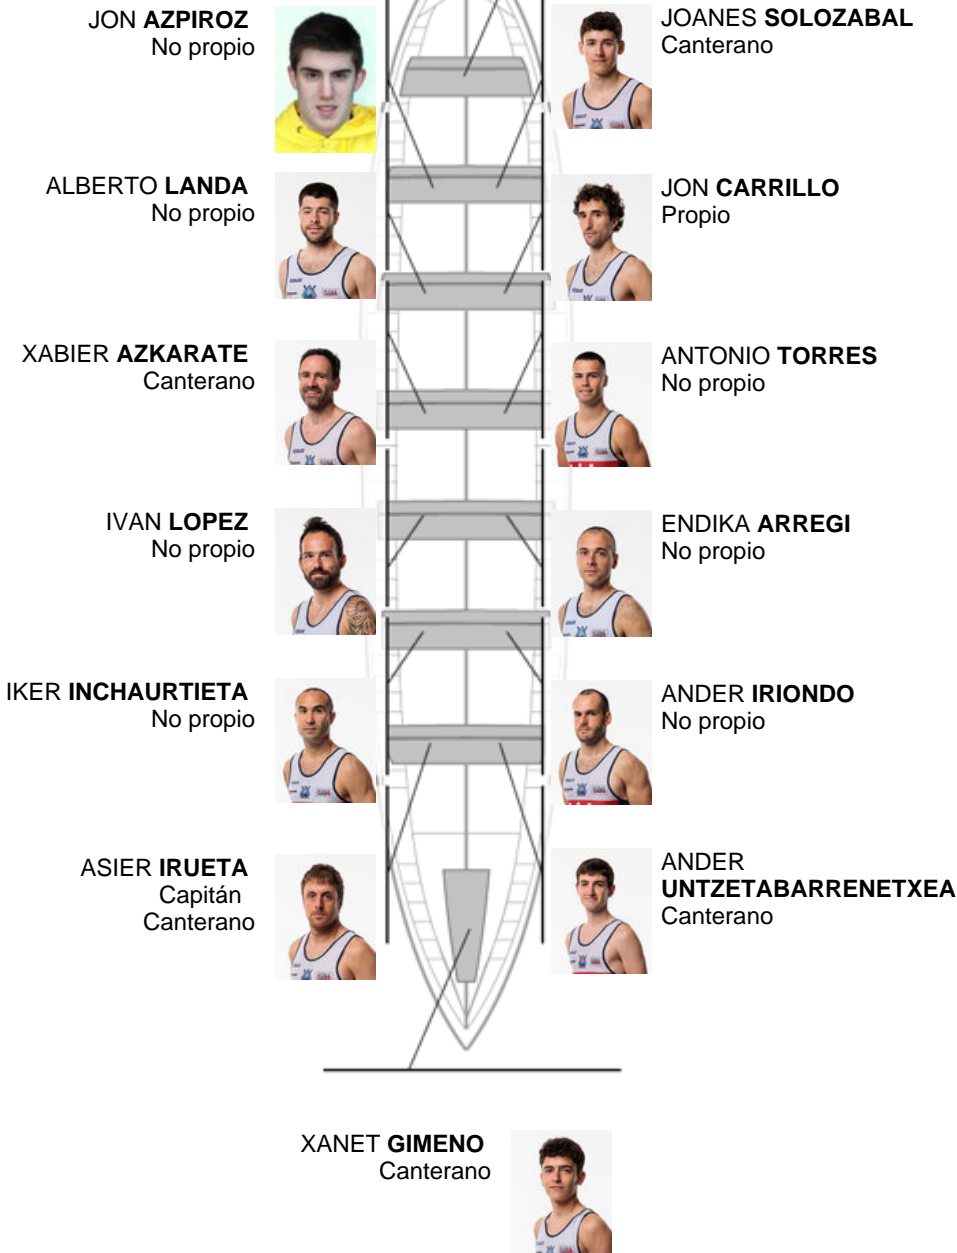 JON AZPIROZ
No propio
JOANES SOLOZABAL
Canterano
ALBERTO LANDA
No propio
JON CARRILLO
Propio
XABIER AZKARATE
Canterano
ANTONIO TORRES
No propio
IVAN LOPEZ
No propio
ENDIKA ARREGI
No propio
IKER INCHAURTIETA
No propio
ANDER IRIONDO
No propio
ASIER IRUETA
Capitán
Canterano
ANDER
UNTZETABARRENETXEA
Canterano
XANET GIMENO
Canterano